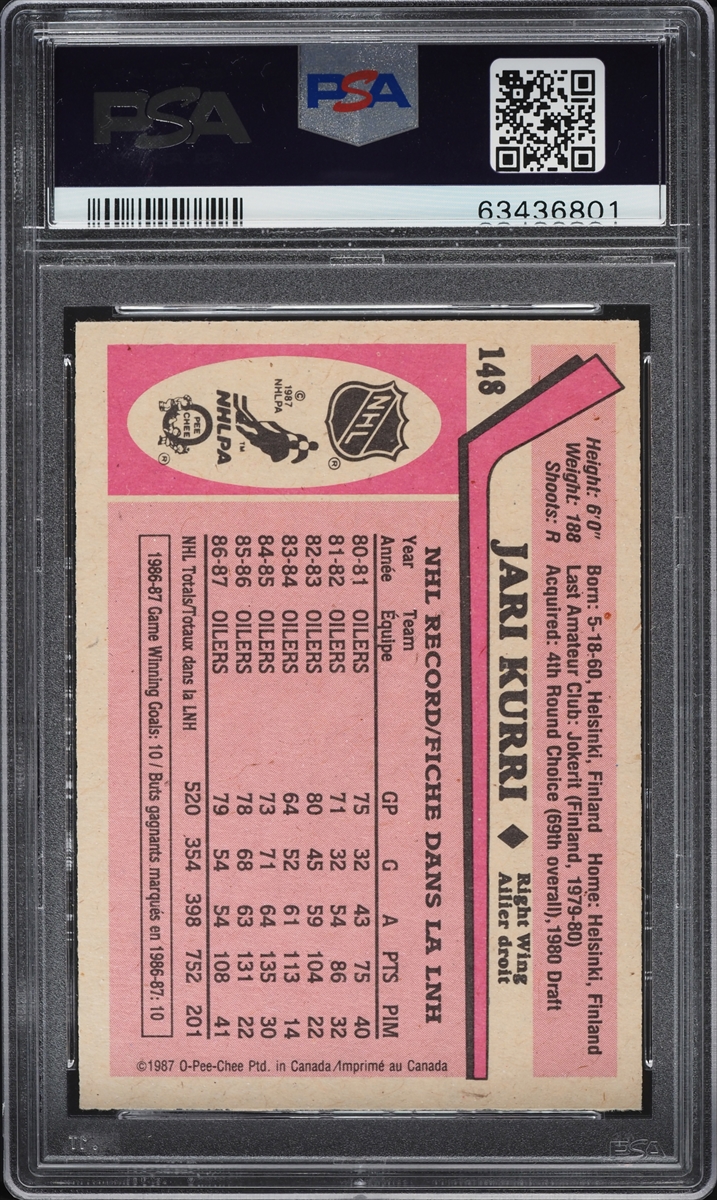 PSA
PSA
63436801
148
Height: 6'0" Born: 5-18-60, Helsinki, Finland Home: Helsinki, Finland
Weight: 188 Last Amateur Club: Jokerit (Finland, 1979-80)
Shoots: R Acquired: 4th Round Choice (69th overall), 1980 Draft
JARI KURRI ◆ Right Wing
Ailier droit
NHL
®
© 1987
NHLPA
NHLPA™
O PEE CHEE
®
NHL RECORD/FICHE DANS LA LNH
Year Team GP G A PTS PIM
Année Équipe
80-81 OILERS 75 32 43 75 40
81-82 OILERS 71 32 54 86 32
82-83 OILERS 80 45 59 104 22
83-84 OILERS 64 52 61 113 14
84-85 OILERS 73 71 64 135 30
85-86 OILERS 78 68 63 131 22
86-87 OILERS 79 54 54 108 41
NHL Totals/Totaux dans la LNH 520 354 398 752 201
1986-87 Game Winning Goals: 10 / Buts gagnants marqués en 1986-87: 10
©1987 O-Pee-Chee Ptd. in Canada/Imprimé au Canada
PSA